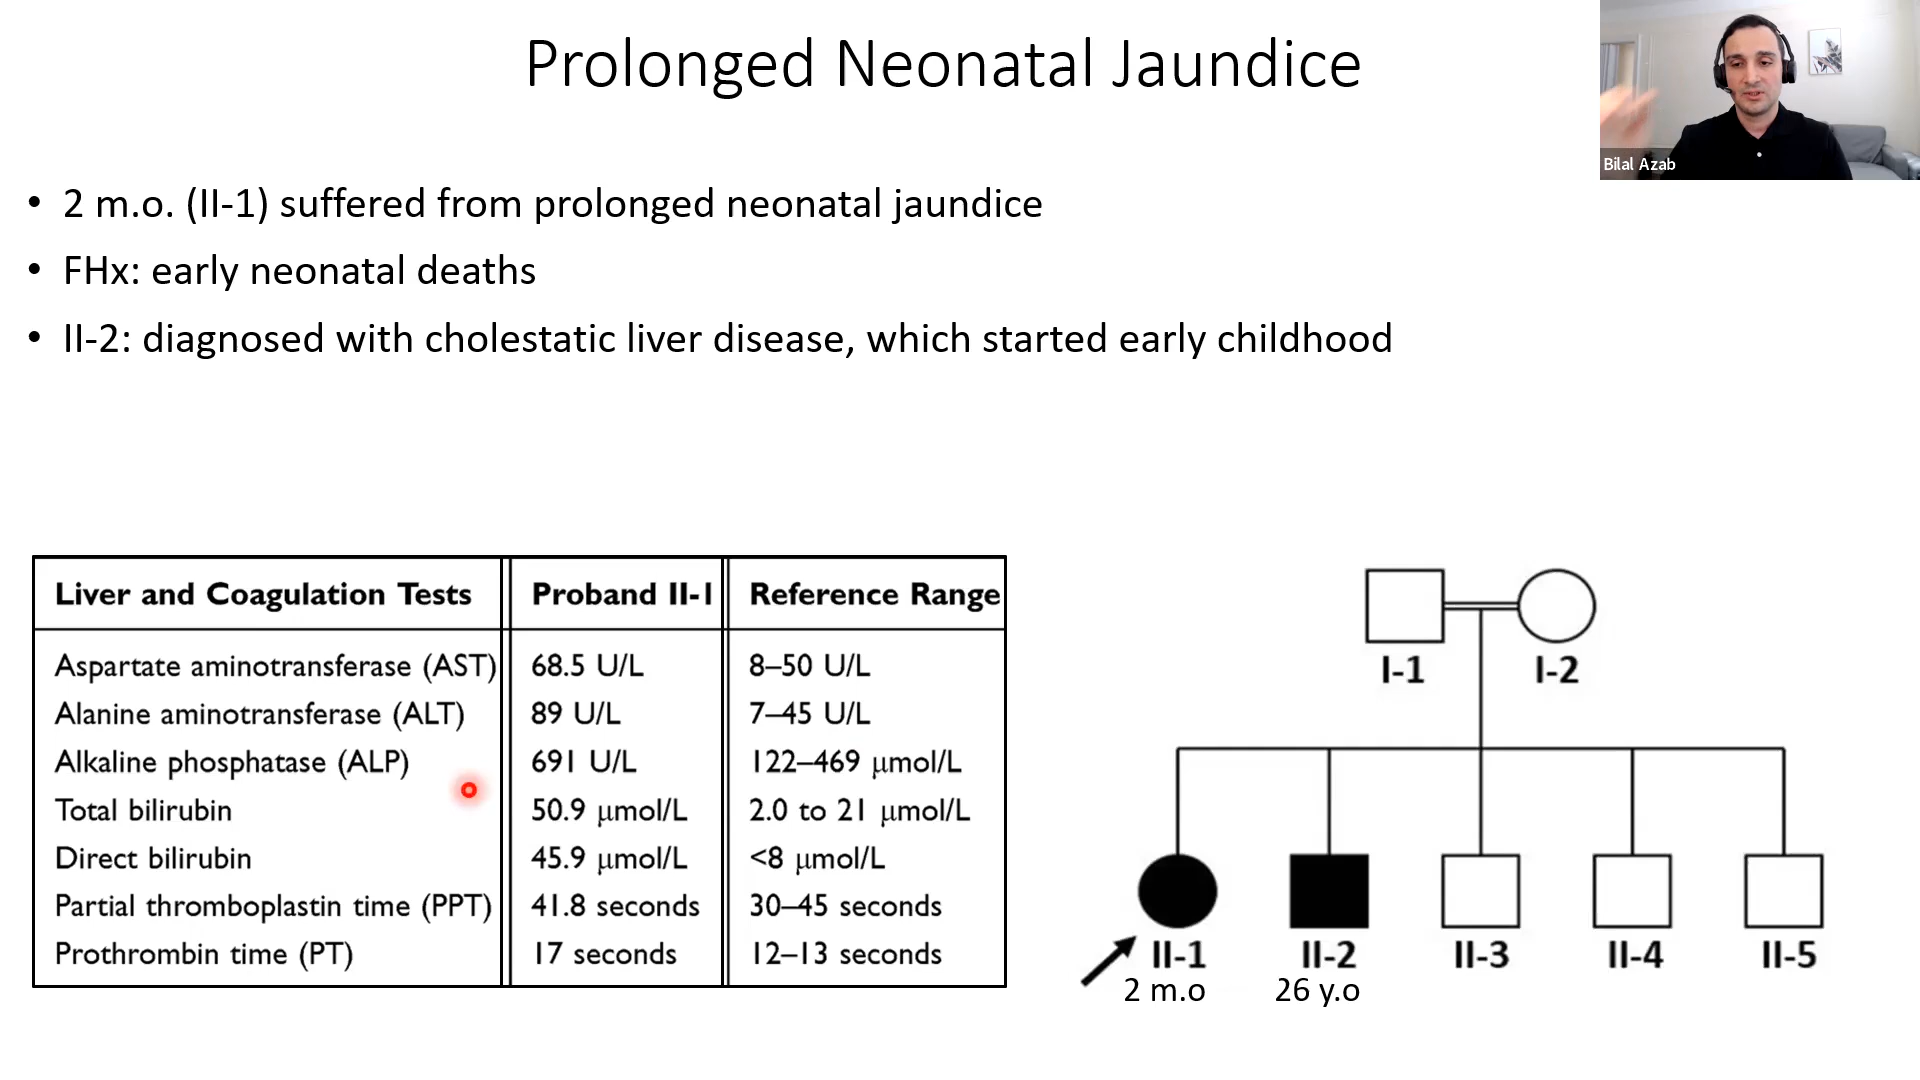 Prolonged Neonatal Jaundice
Bilal Azab
• 2 m.o. (II-1) suffered from prolonged neonatal jaundice
• FHx: early neonatal deaths
• II-2: diagnosed with cholestatic liver disease, which started early childhood
Liver and Coagulation Tests Proband II-1 Reference Range
Aspartate aminotransferase (AST) 68.5 U/L 8–50 U/L
Alanine aminotransferase (ALT) 89 U/L 7–45 U/L
Alkaline phosphatase (ALP) 691 U/L 122–469 μmol/L
Total bilirubin 50.9 μmol/L 2.0 to 21 μmol/L
Direct bilirubin 45.9 μmol/L <8 μmol/L
Partial thromboplastin time (PPT) 41.8 seconds 30–45 seconds
Prothrombin time (PT) 17 seconds 12–13 seconds
I-1 I-2
II-1 II-2 II-3 II-4 II-5
2 m.o 26 y.o